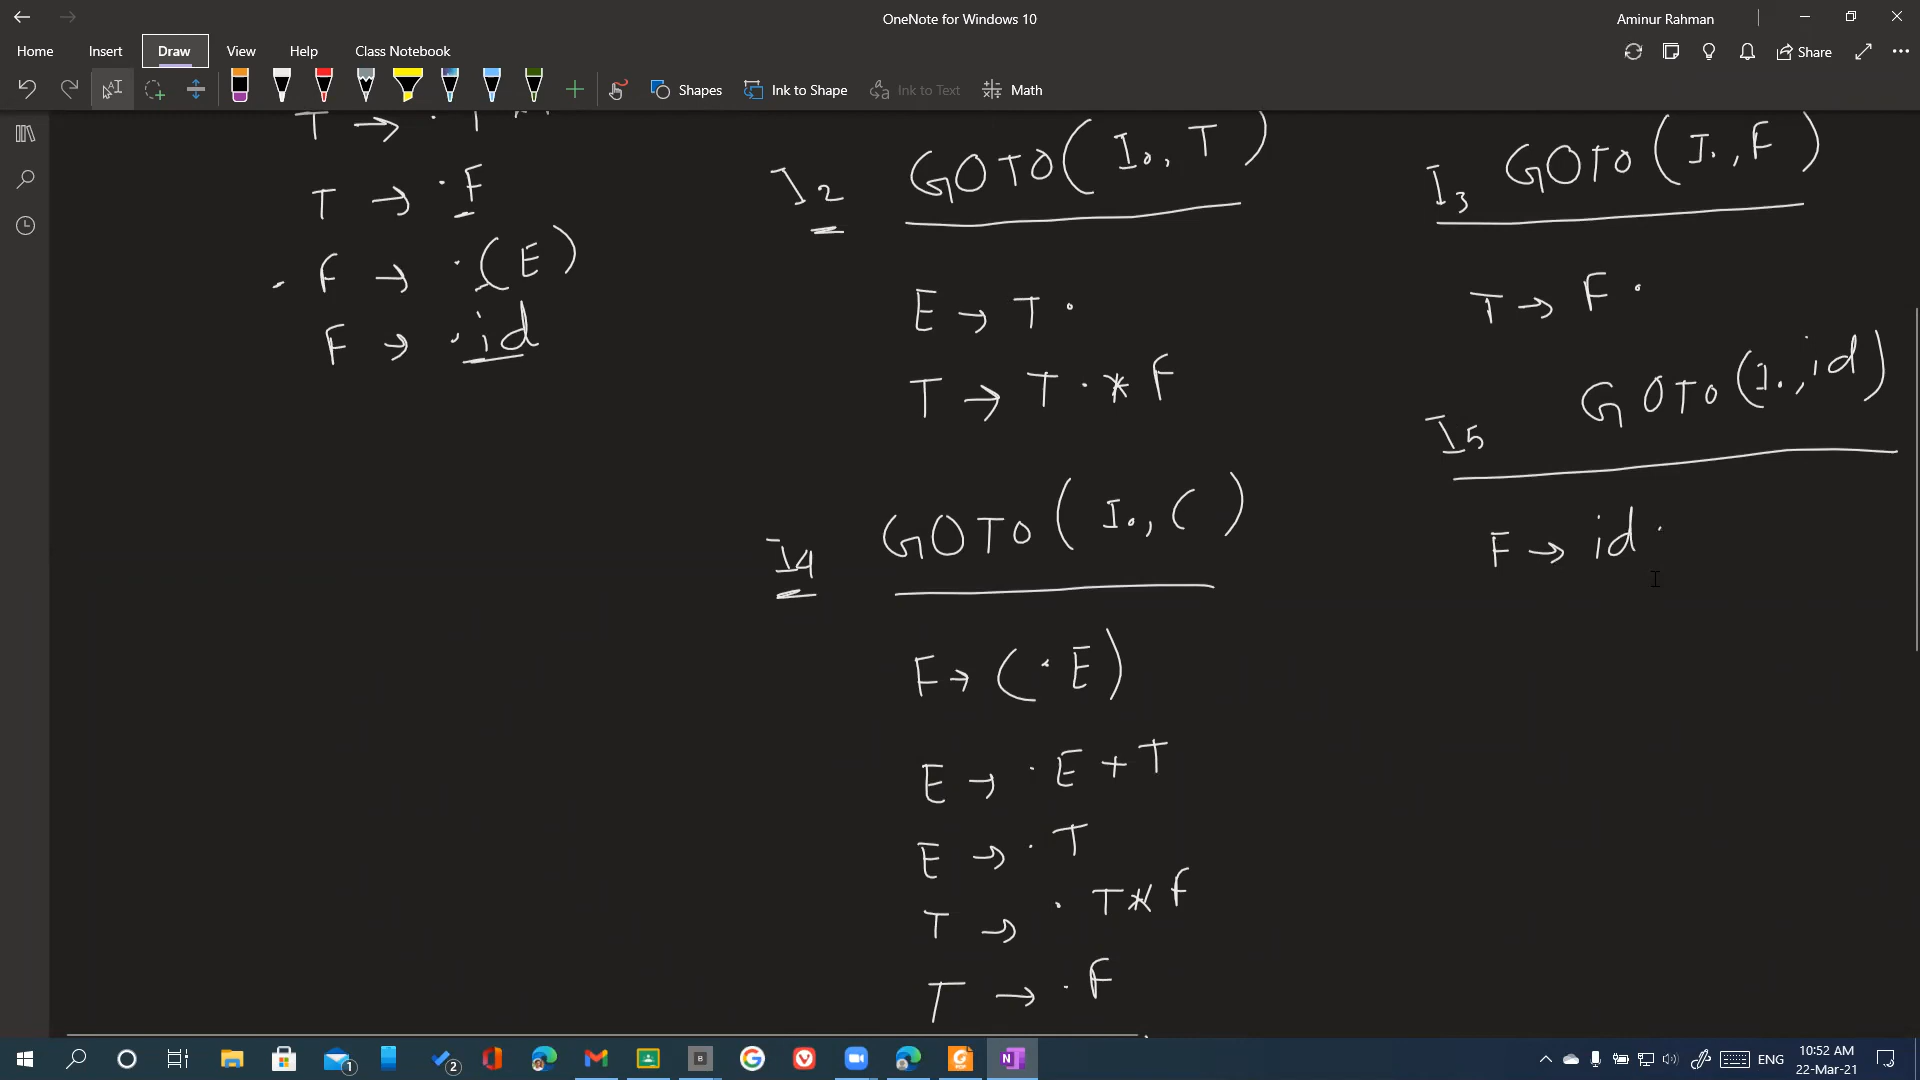 OneNote for Windows 10
Aminur Rahman
Home Insert Draw View Help Class Notebook
Share
Shapes Ink to Shape Ink to Text Math
T → · T *
T → · F
· F → · ( E )
F → · id
I2 GOTO ( I0, T )
E → T ·
T → T · * F
I4 GOTO ( I0, ( )
F → ( · E )
E → · E + T
E → · T
T → · T * F
T → · F
I3 GOTO ( I0, F )
T → F ·
I5 GOTO ( I0, id )
F → id ·
ENG
10:52 AM
22-Mar-21